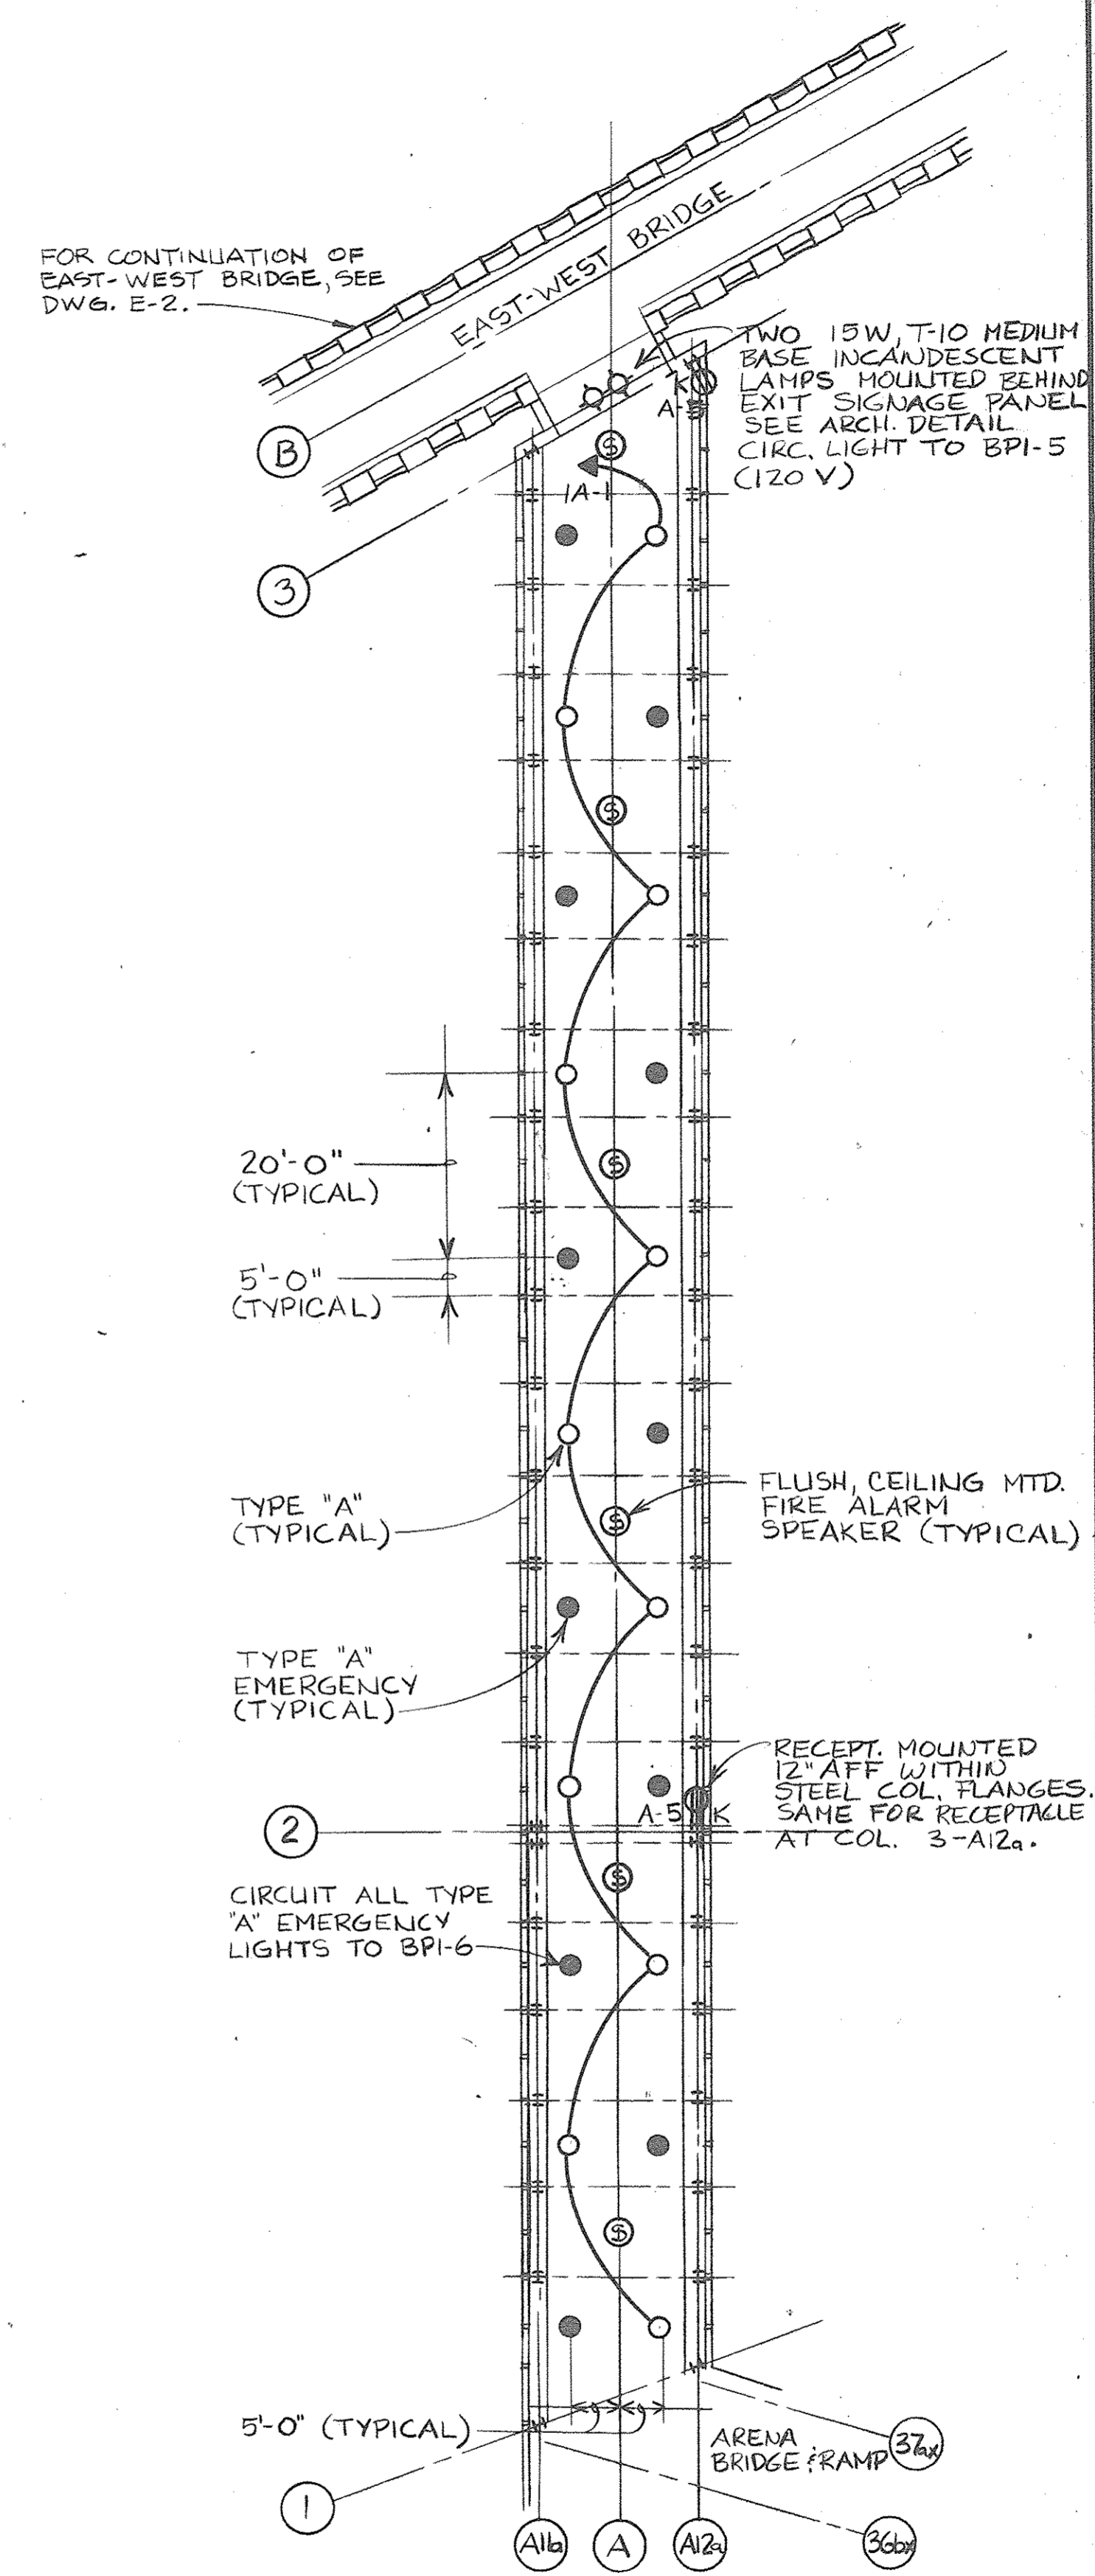 FOR CONTINUATION OF
EAST-WEST BRIDGE, SEE
DWG. E-2.
EAST-WEST BRIDGE
TWO 15W, T-10 MEDIUM
BASE INCANDESCENT
LAMPS MOUNTED BEHIND
EXIT SIGNAGE PANEL
SEE ARCH. DETAIL
CIRC. LIGHT TO BP1-5
(120 V)
K
A-5
B
S
1A-1
3
S
20'-0"
(TYPICAL)
S
5'-0"
(TYPICAL)
TYPE "A"
(TYPICAL)
FLUSH, CEILING MTD.
FIRE ALARM
SPEAKER (TYPICAL)
S
TYPE "A"
EMERGENCY
(TYPICAL)
RECEPT. MOUNTED
12" AFF WITHIN
STEEL COL. FLANGES.
SAME FOR RECEPTACLE
AT COL. 3-A12a.
A-5 K
2
S
CIRCUIT ALL TYPE
"A" EMERGENCY
LIGHTS TO BP1-6
S
5'-0" (TYPICAL)
ARENA
BRIDGE & RAMP
37ax
1
A11a
A
A12a
36bx